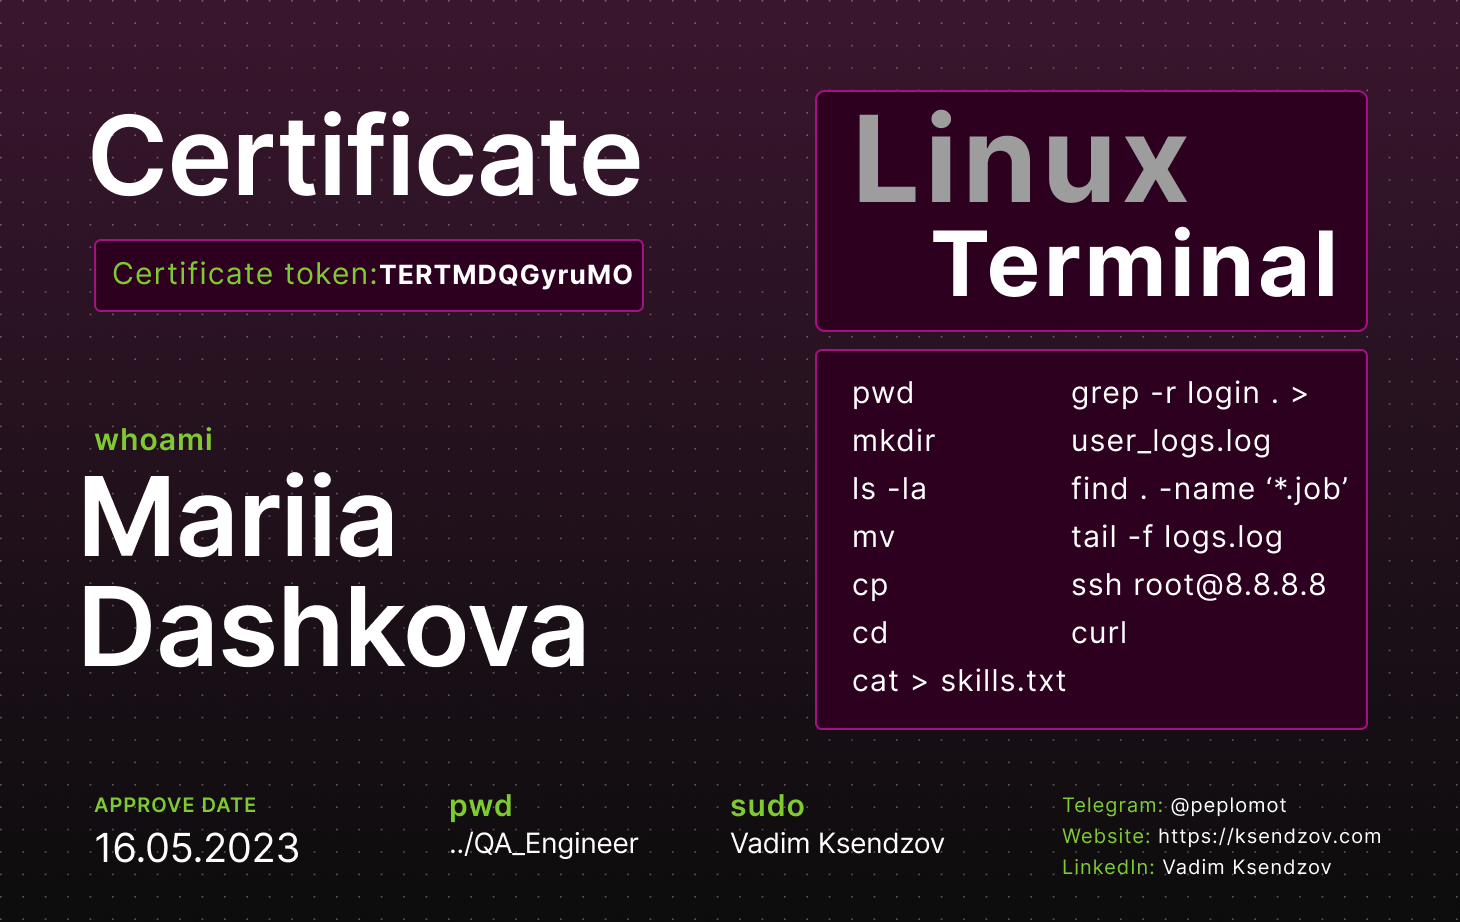 Certificate
Certificate token:TERTMDQGyruMO
whoami
Mariia
Dashkova
Linux
Terminal
pwd
mkdir
ls -la
mv
cp
cd
cat > skills.txt
grep -r login . >
user_logs.log
find . -name ‘*.job’
tail -f logs.log
ssh root@8.8.8.8
curl
APPROVE DATE
16.05.2023
pwd
../QA_Engineer
sudo
Vadim Ksendzov
Telegram: @peplomot
Website: https://ksendzov.com
LinkedIn: Vadim Ksendzov